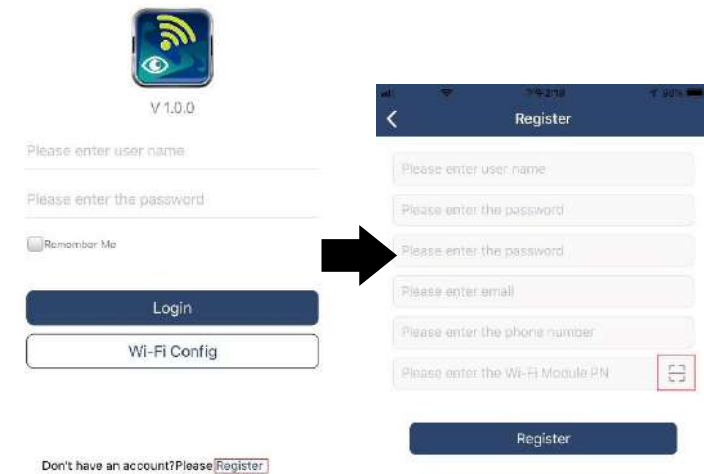 V 1.0.0
Please enter user name
Please enter the password
Remember Me
Login
Wi-Fi Config
Don't have an account?Please Register
Register
Please enter user name
Please enter the password
Please enter the password
Please enter email
Please enter the phone number
Please enter the Wi-Fi Module PN
Register